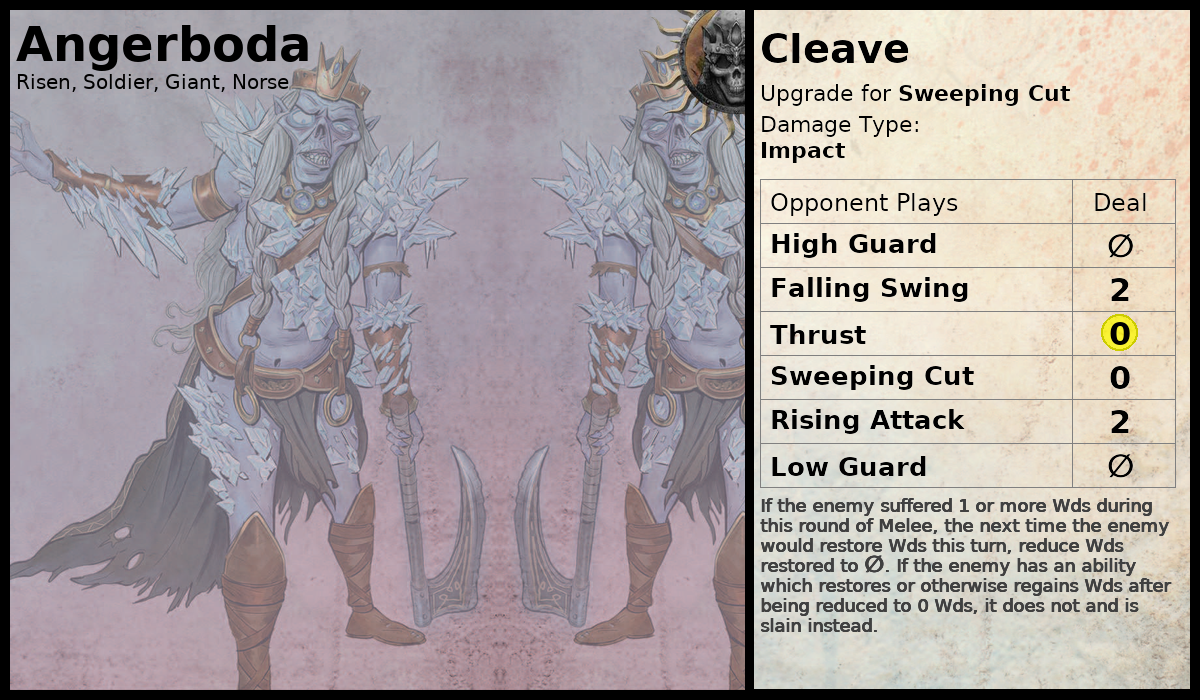 Angerboda
Risen, Soldier, Giant, Norse
Cleave
Upgrade for Sweeping Cut
Damage Type:
Impact
Opponent Plays Deal
High Guard ∅
Falling Swing 2
Thrust 0
Sweeping Cut 0
Rising Attack 2
Low Guard ∅
If the enemy suffered 1 or more Wds during
this round of Melee, the next time the enemy
would restore Wds this turn, reduce Wds
restored to ∅. If the enemy has an ability
which restores or otherwise regains Wds after
being reduced to 0 Wds, it does not and is
slain instead.